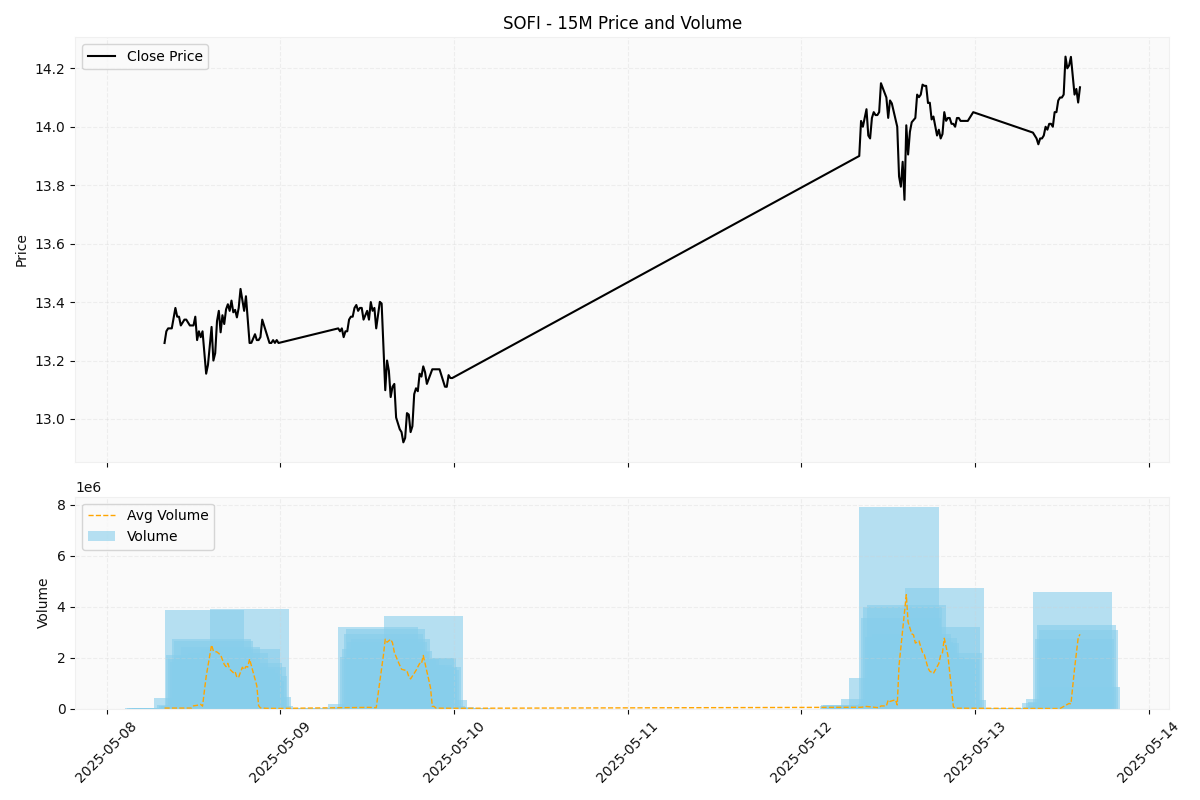 SOFI - 15M Price and Volume
Close Price
14.2
14.0
13.8
13.6
13.4
13.2
13.0
Price
1e6
Avg Volume
Volume
8
6
4
2
0
Volume
2025-05-08
2025-05-09
2025-05-10
2025-05-11
2025-05-12
2025-05-13
2025-05-14